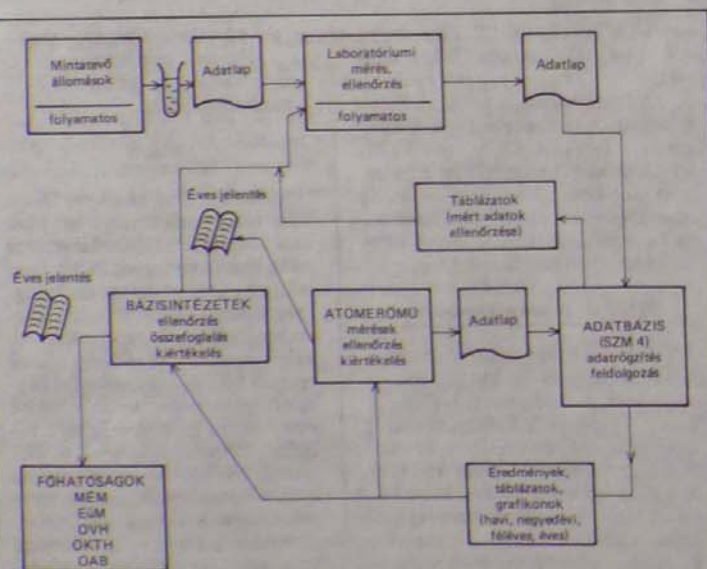 Mintatevő
állomások
folyamatos
Adatlap
Laboratóriumi
mérés,
ellenőrzés
folyamatos
Adatlap
Éves jelentés
Táblázatok
(mért adatok
ellenőrzése)
Éves jelentés
BÁZISINTÉZETEK
ellenőrzés
összefoglalás
kiértékelés
ATOMERŐMŰ
mérések
ellenőrzés
kiértékelés
Adatlap
ADATBÁZIS
(SZM 4)
adatrögzítés
feldolgozás
FŐHATÓSÁGOK
MÉM
EüM
OVH
OKTH
OAB
Eredmények,
táblázatok,
grafikonok
(havi, negyedévi,
féléves, éves)